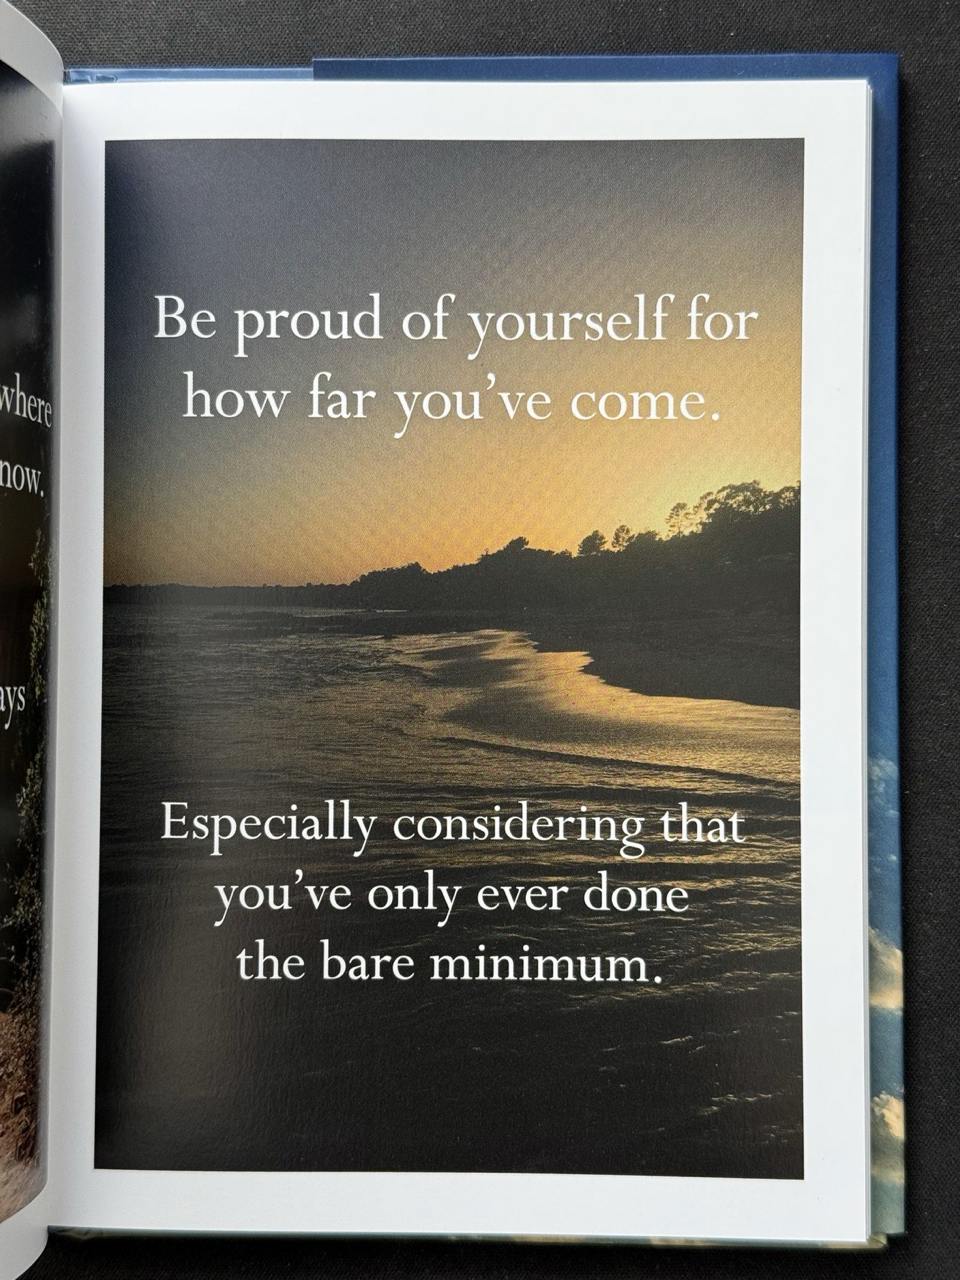 where
now.
ays
Be proud of yourself for
how far you've come.
Especially considering that
you've only ever done
the bare minimum.